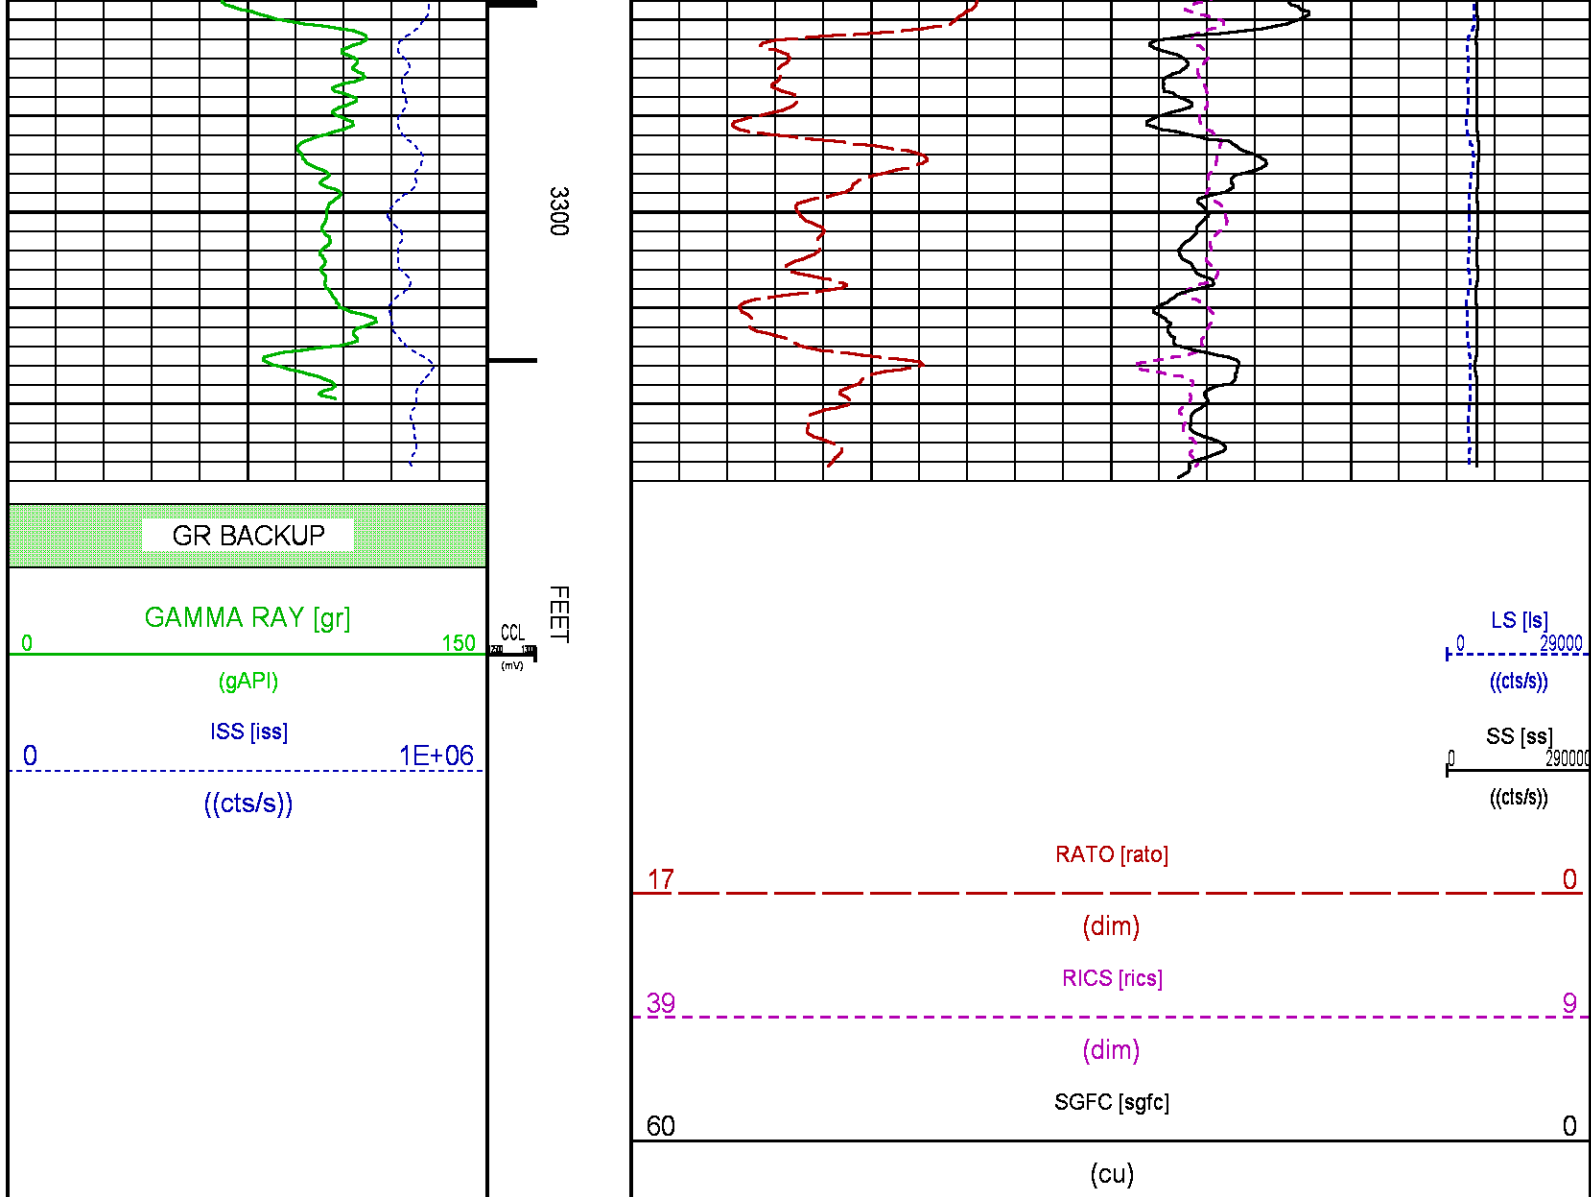 3300
GR BACKUP
FEET
GAMMA RAY [gr]
0 150
(gAPI)
CCL
(mV)
ISS [iss]
0 1E+06
((cts/s))
LS [ls]
0 29000
((cts/s))
SS [ss]
0 290000
((cts/s))
RATO [rato]
17 0
(dim)
RICS [rics]
39 9
(dim)
SGFC [sgfc]
60 0
(cu)